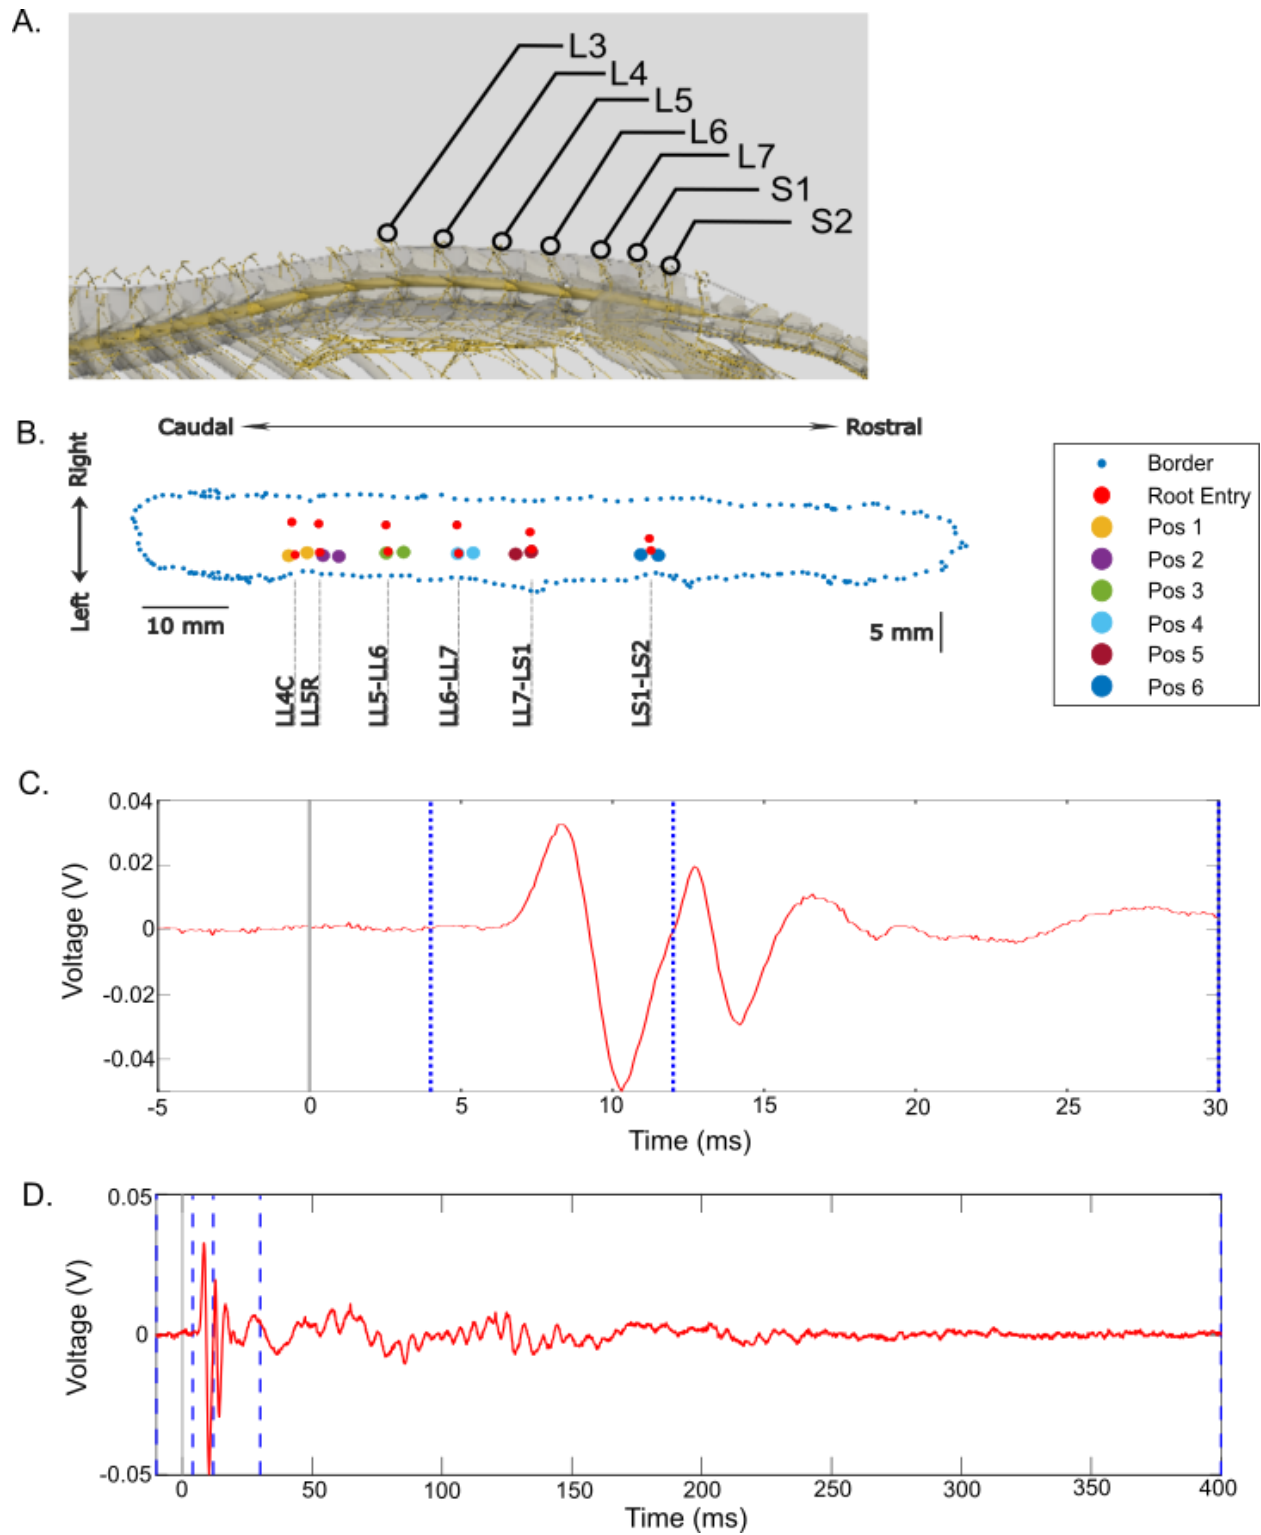 A.
L3
L4
L5
L6
L7
S1
S2
B.
Caudal
Rostral
Right
Left
10 mm
5 mm
LL4C
LL5R
LL5-LL6
LL6-LL7
LL7-LS1
LS1-LS2
Border
Root Entry
Pos 1
Pos 2
Pos 3
Pos 4
Pos 5
Pos 6
C.
Voltage (V)
0.04
0.02
0
-0.02
-0.04
-5 0 5 10 15 20 25 30
Time (ms)
D.
Voltage (V)
0.05
0
-0.05
0 50 100 150 200 250 300 350 400
Time (ms)